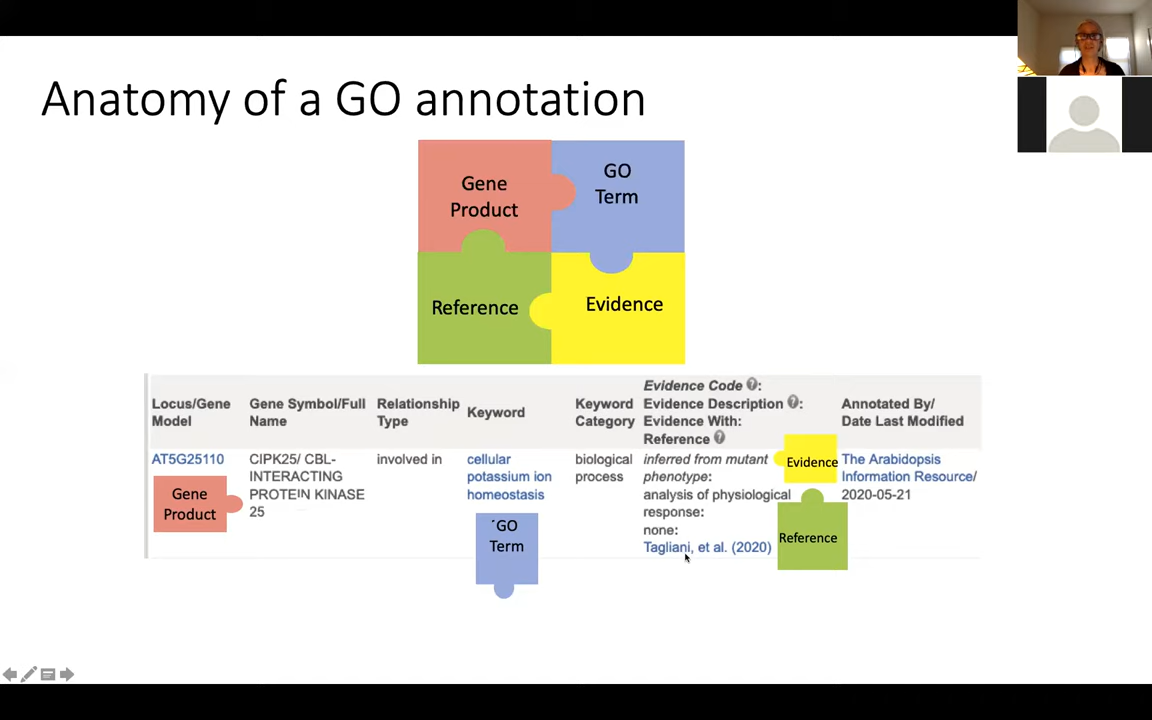 Anatomy of a GO annotation
Gene
Product
GO
Term
Reference
Evidence
Locus/Gene
Model
Gene Symbol/Full
Name
Relationship
Type
Keyword
Keyword
Category
Evidence Code ?:
Evidence Description ?:
Evidence With:
Reference ?
Annotated By/
Date Last Modified
AT5G25110
CIPK25/ CBL-
INTERACTING
PROTEIN KINASE
25
involved in
cellular
potassium ion
homeostasis
biological
process
inferred from mutant
phenotype:
analysis of physiological
response:
none:
Tagliani, et al. (2020)
The Arabidopsis
Information Resource/
2020-05-21
Gene
Product
GO
Term
Evidence
Reference